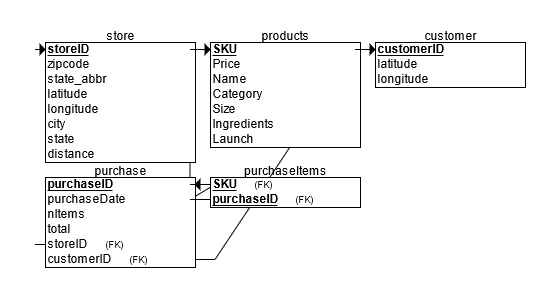 store
storeID
zipcode
state_abbr
latitude
longitude
city
state
distance
products
SKU
Price
Name
Category
Size
Ingredients
Launch
customer
customerID
latitude
longitude
purchase
purchaseID
purchaseDate
nItems
total
storeID (FK)
customerID (FK)
purchaseItems
SKU (FK)
purchaseID (FK)